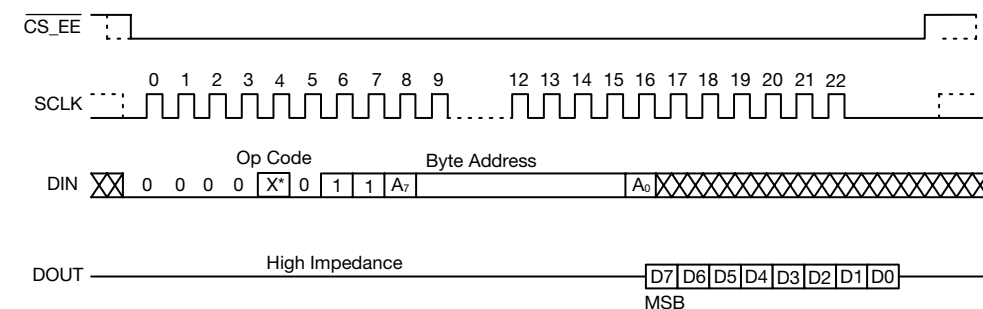 CS_EE
0 1 2 3 4 5 6 7 8 9 12 13 14 15 16 17 18 19 20 21 22
SCLK
Op Code Byte Address
DIN 0 0 0 0 X* 0 1 1 A7 A0
High Impedance
DOUT D7 D6 D5 D4 D3 D2 D1 D0
MSB